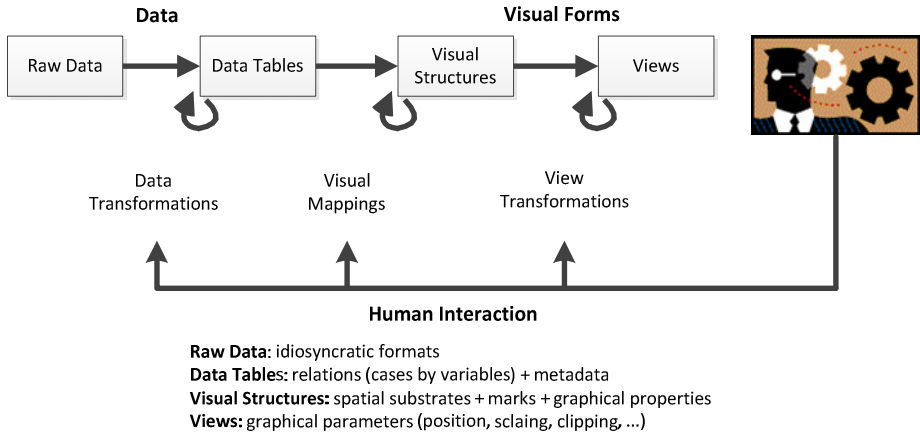 Data
Visual Forms
Raw Data
Data Tables
Visual
Structures
Views
Data
Transformations
Visual
Mappings
View
Transformations
Human Interaction
Raw Data: idiosyncratic formats
Data Tables: relations (cases by variables) + metadata
Visual Structures: spatial substrates + marks + graphical properties
Views: graphical parameters (position, sclaing, clipping, ...)